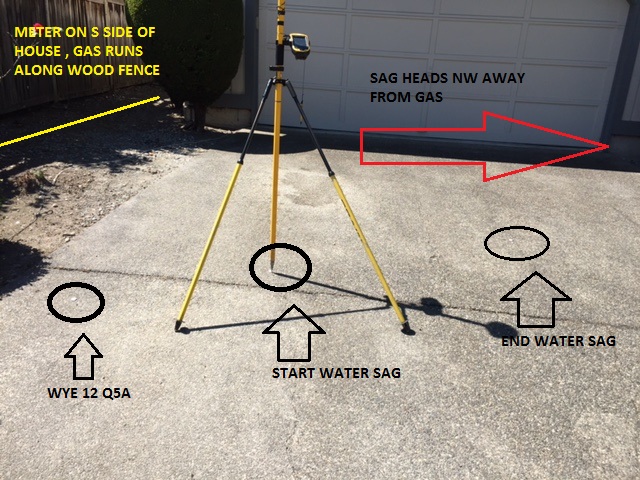 METER ON S SIDE OF
HOUSE , GAS RUNS
ALONG WOOD FENCE
SAG HEADS NW AWAY
FROM GAS
END WATER SAG
START WATER SAG
WYE 12 Q5A